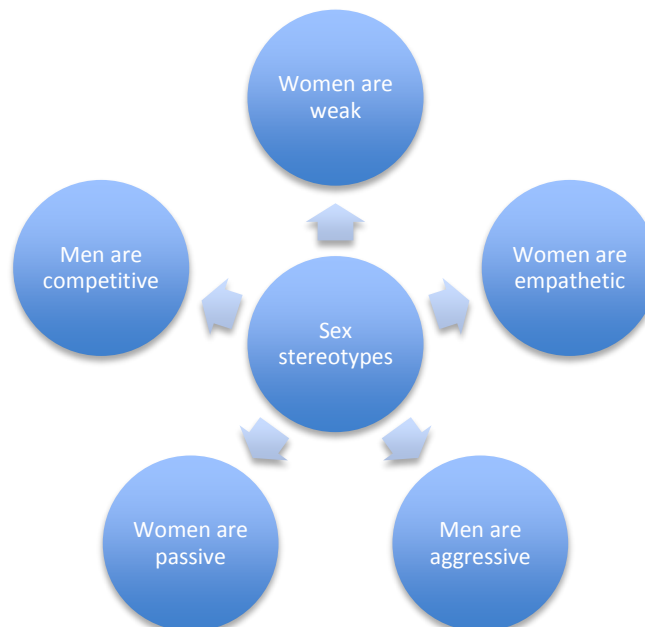 Women are
weak
Men are
competitive
Women are
empathetic
Sex
stereotypes
Women are
passive
Men are
aggressive